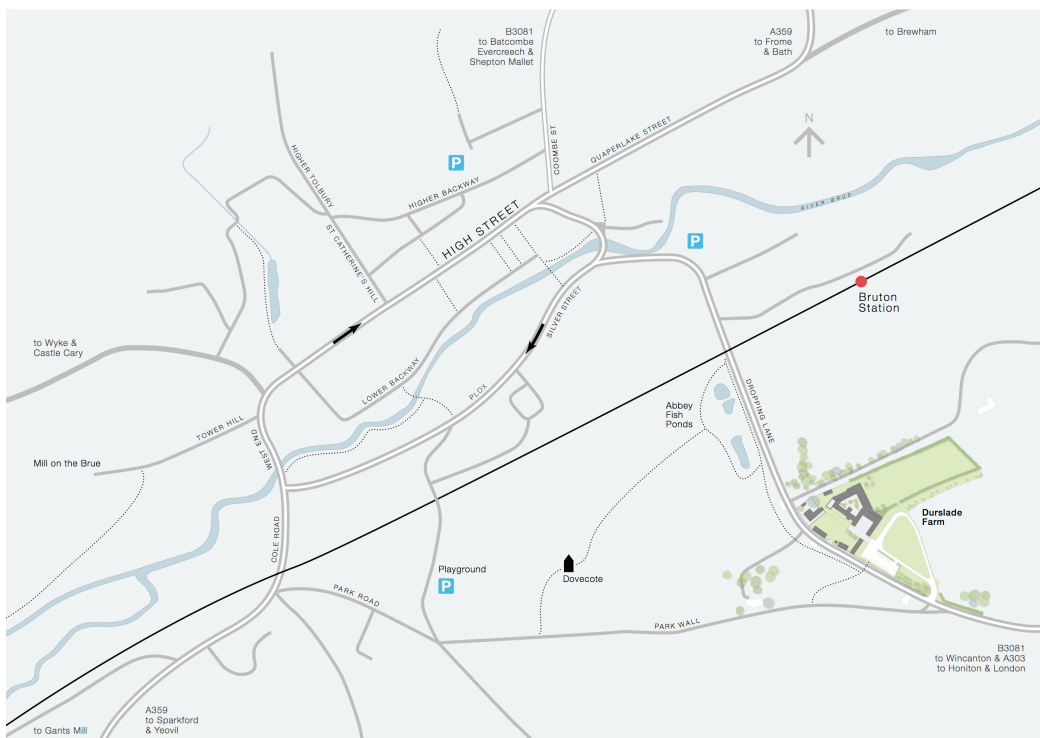 B3081
to Batcombe
Evercreech &
Shepton Mallet
A359
to Frome
& Bath
to Brewham
N
COOMBE ST
QUAPERLAKE STREET
HIGHER TOLBURY
P
HIGHER BACKWAY
HIGH STREET
ST CATHERINE'S HILL
RIVER BRUE
P
Bruton
Station
SILVER STREET
to Wyke &
Castle Cary
LOWER BACKWAY
PLOX
DROPPING LANE
Abbey
Fish
Ponds
TOWER HILL
WEST END
Mill on the Brue
Durslade
Farm
COLE ROAD
Playground
P
Dovecote
PARK ROAD
PARK WALL
B3081
to Wincanton & A303
to Honiton & London
A359
to Sparkford
& Yeovil
to Gants Mill